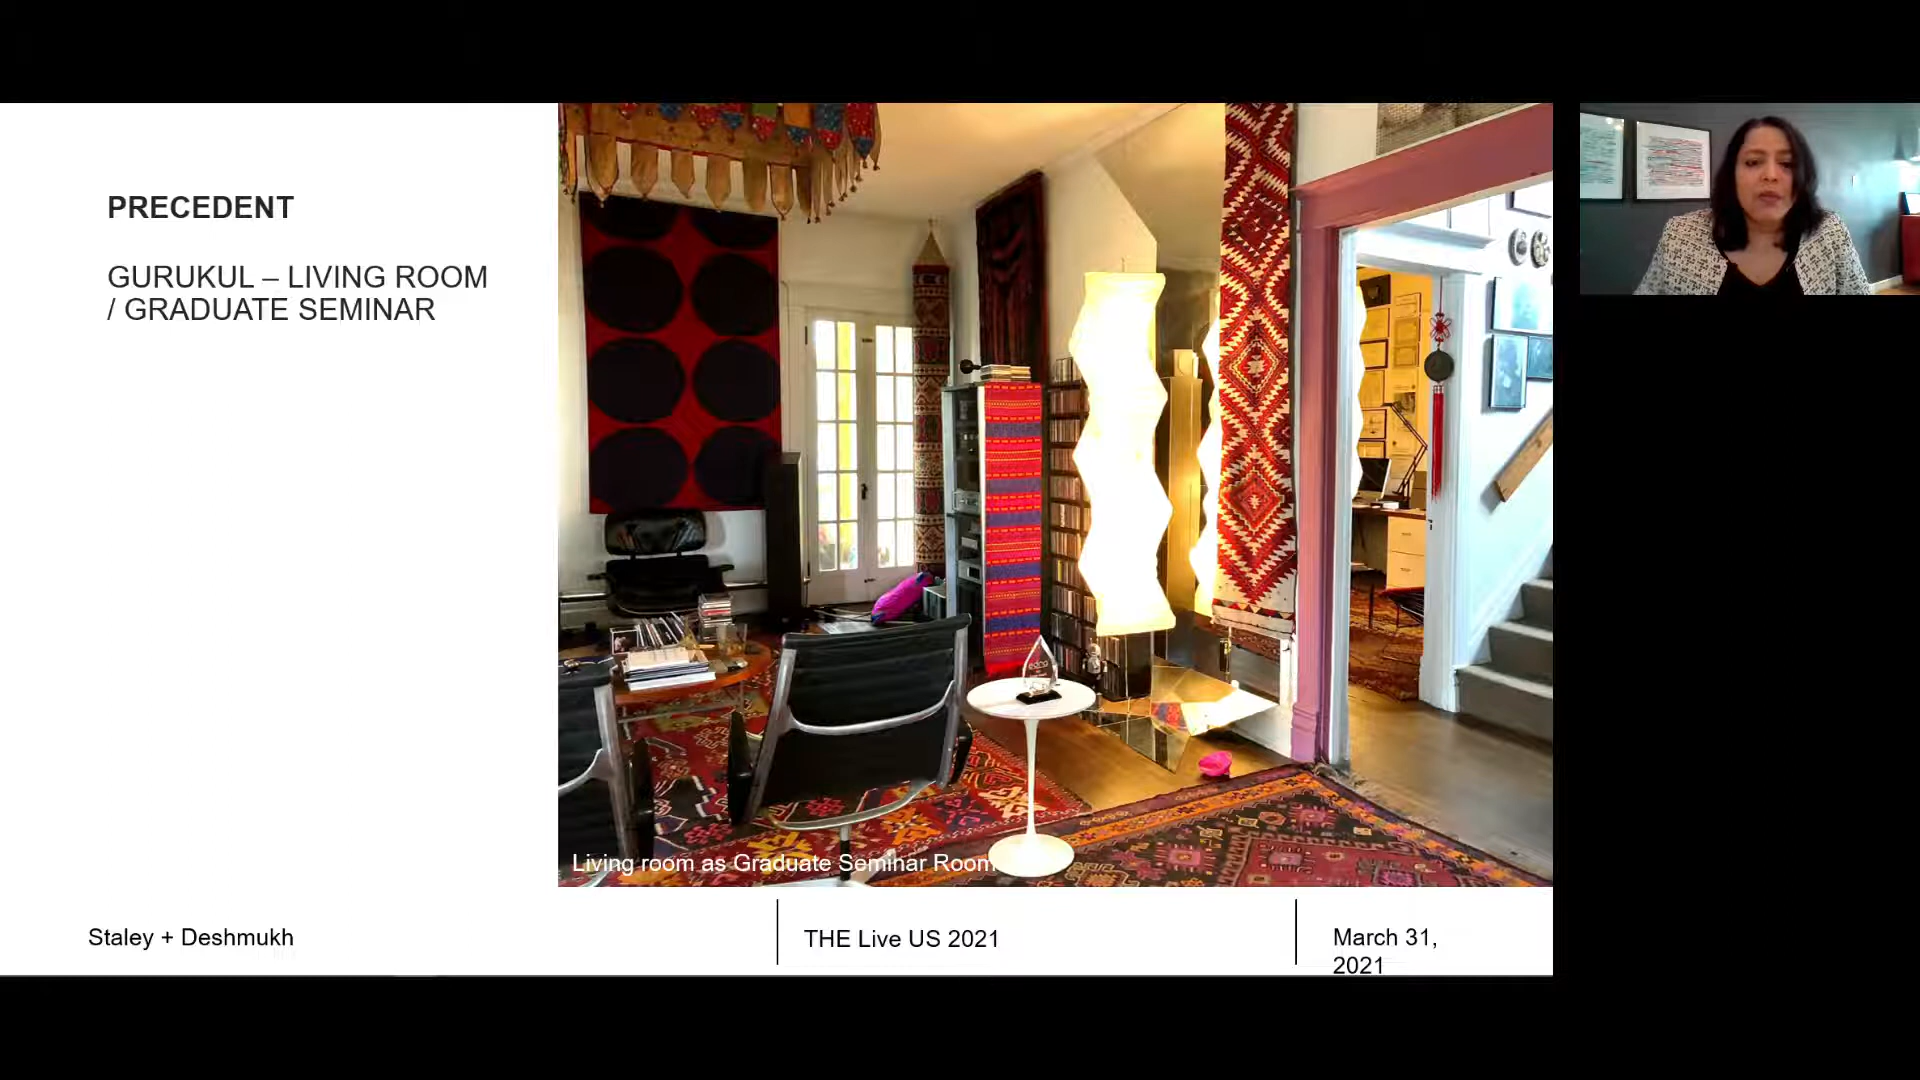 PRECEDENT
GURUKUL – LIVING ROOM
/ GRADUATE SEMINAR
Living room as Graduate Seminar Room
Staley + Deshmukh
THE Live US 2021
March 31,
2021